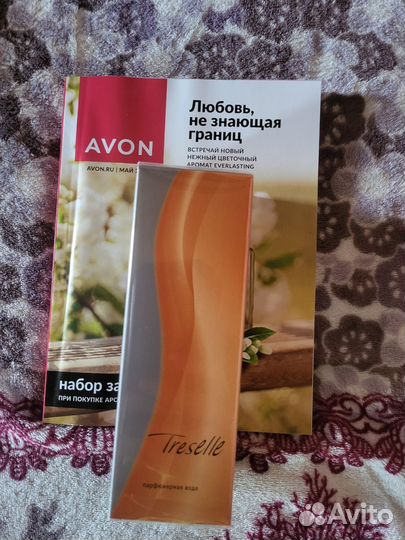 AVON
AVON.RU | МАЙ
Любовь,
не знающая
границ
ВСТРЕЧАЙ НОВЫЙ
НЕЖНЫЙ ЦВЕТОЧНЫЙ
АРОМАТ EVERLASTING
набор за
ПРИ ПОКУПКЕ АРО
Treselle
парфюмерная вода
Avito